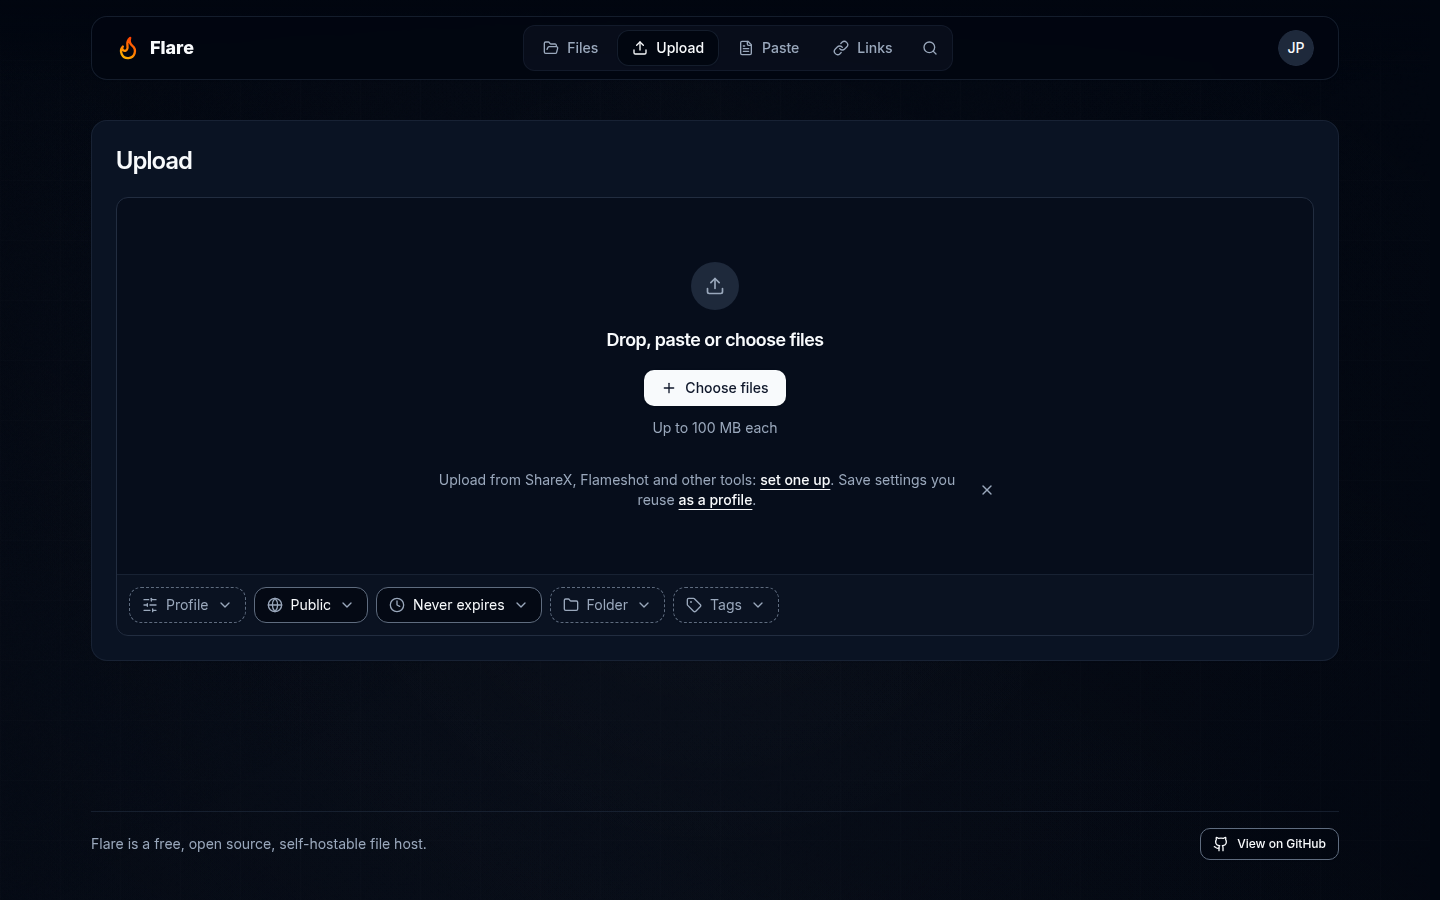 Flare
Files
Upload
Paste
Links
JP
Upload
Drop, paste or choose files
Choose files
Up to 100 MB each
Upload from ShareX, Flameshot and other tools: set one up. Save settings you
reuse as a profile.
Profile
Public
Never expires
Folder
Tags
Flare is a free, open source, self-hostable file host.
View on GitHub